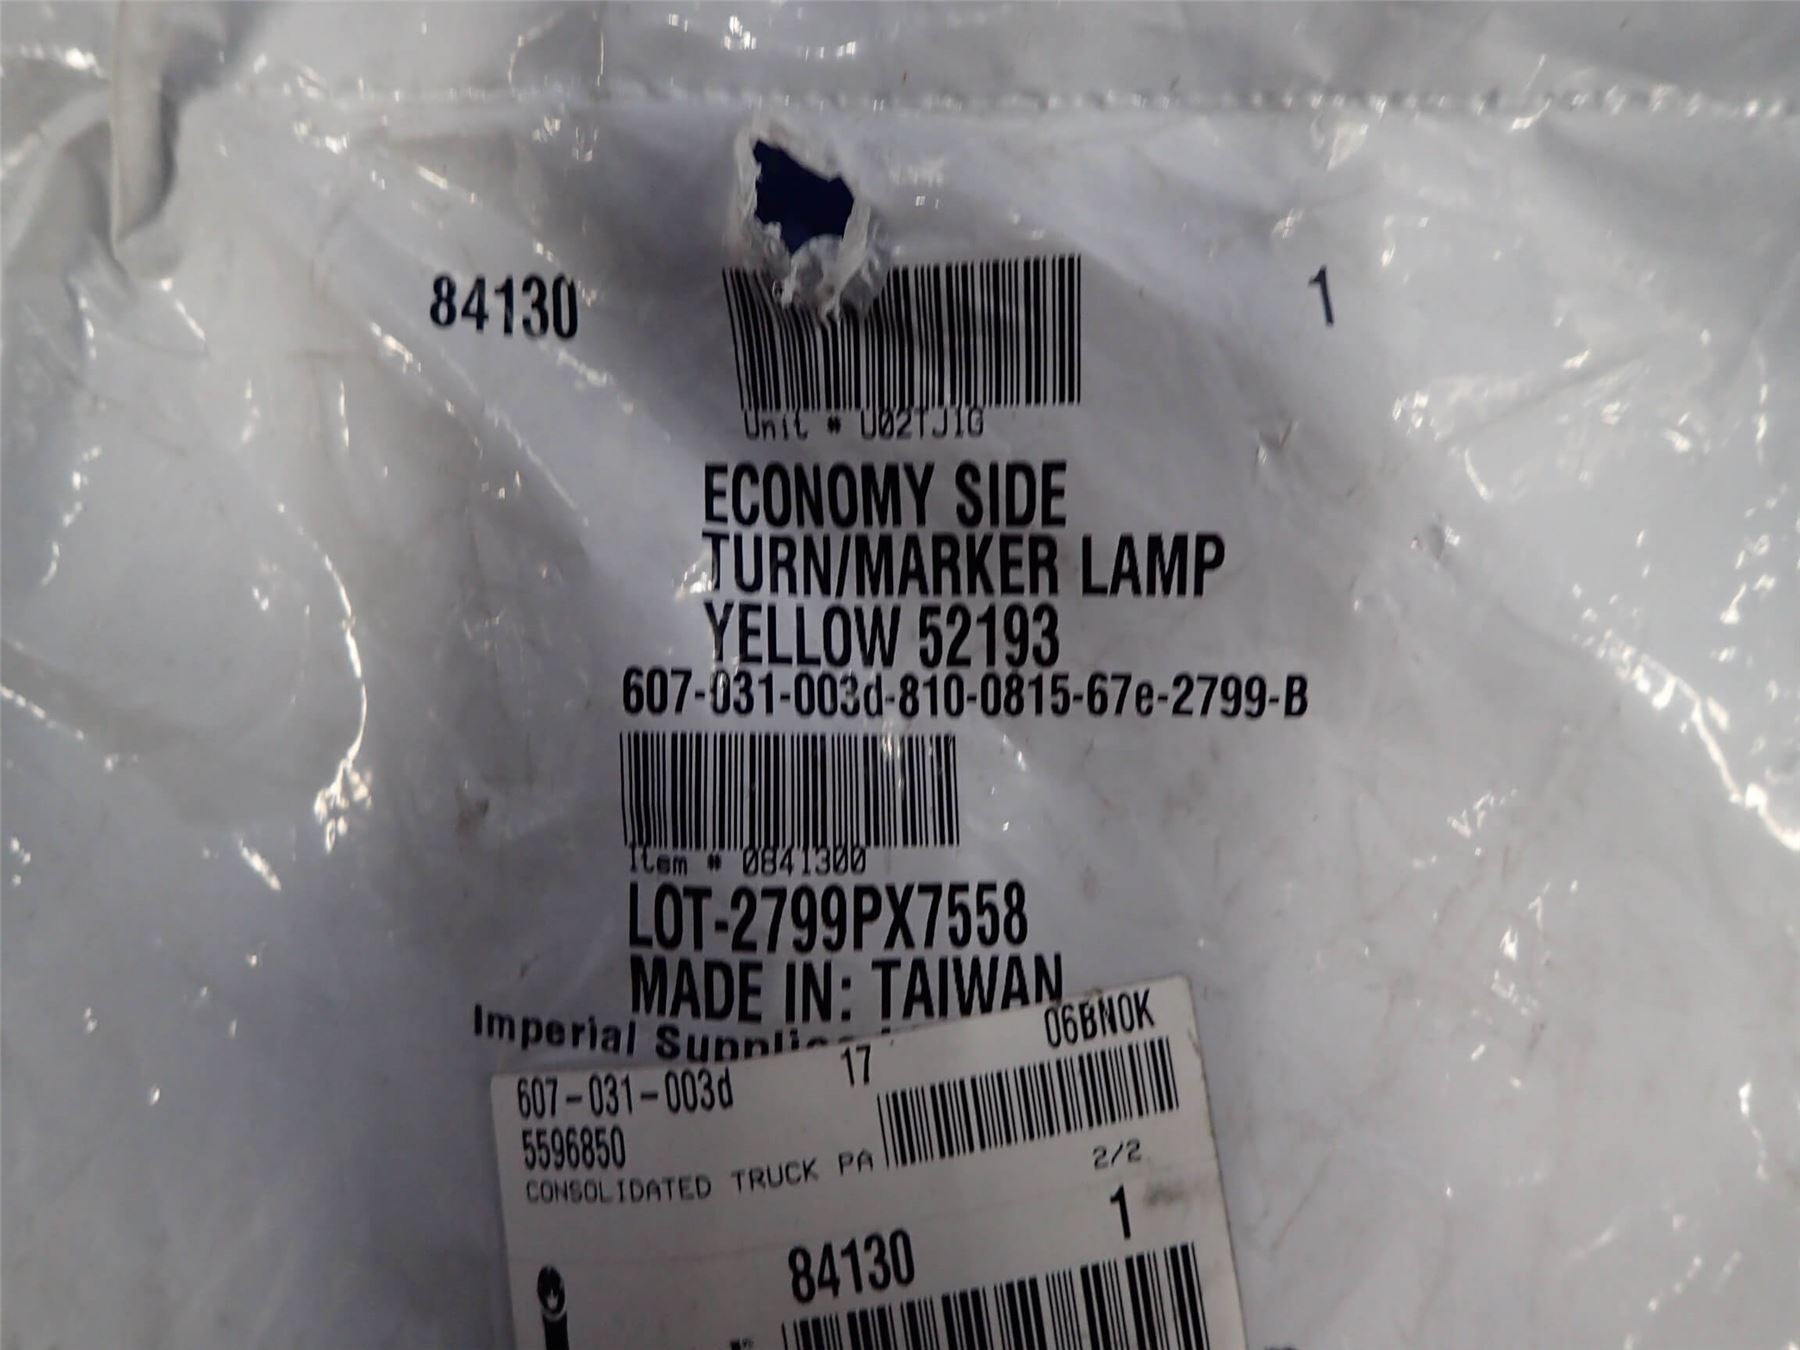 84130 1
Unit # U02TJ1G
ECONOMY SIDE
TURN/MARKER LAMP
YELLOW 52193
607-031-003d-810-0815-67e-2799-B
Item # 0841300
LOT-2799PX7558
MADE IN: TAIWAN
Imperial Supplies
607-031-003d 17 06BN0K
5596850
CONSOLIDATED TRUCK PA 2/2
84130 1